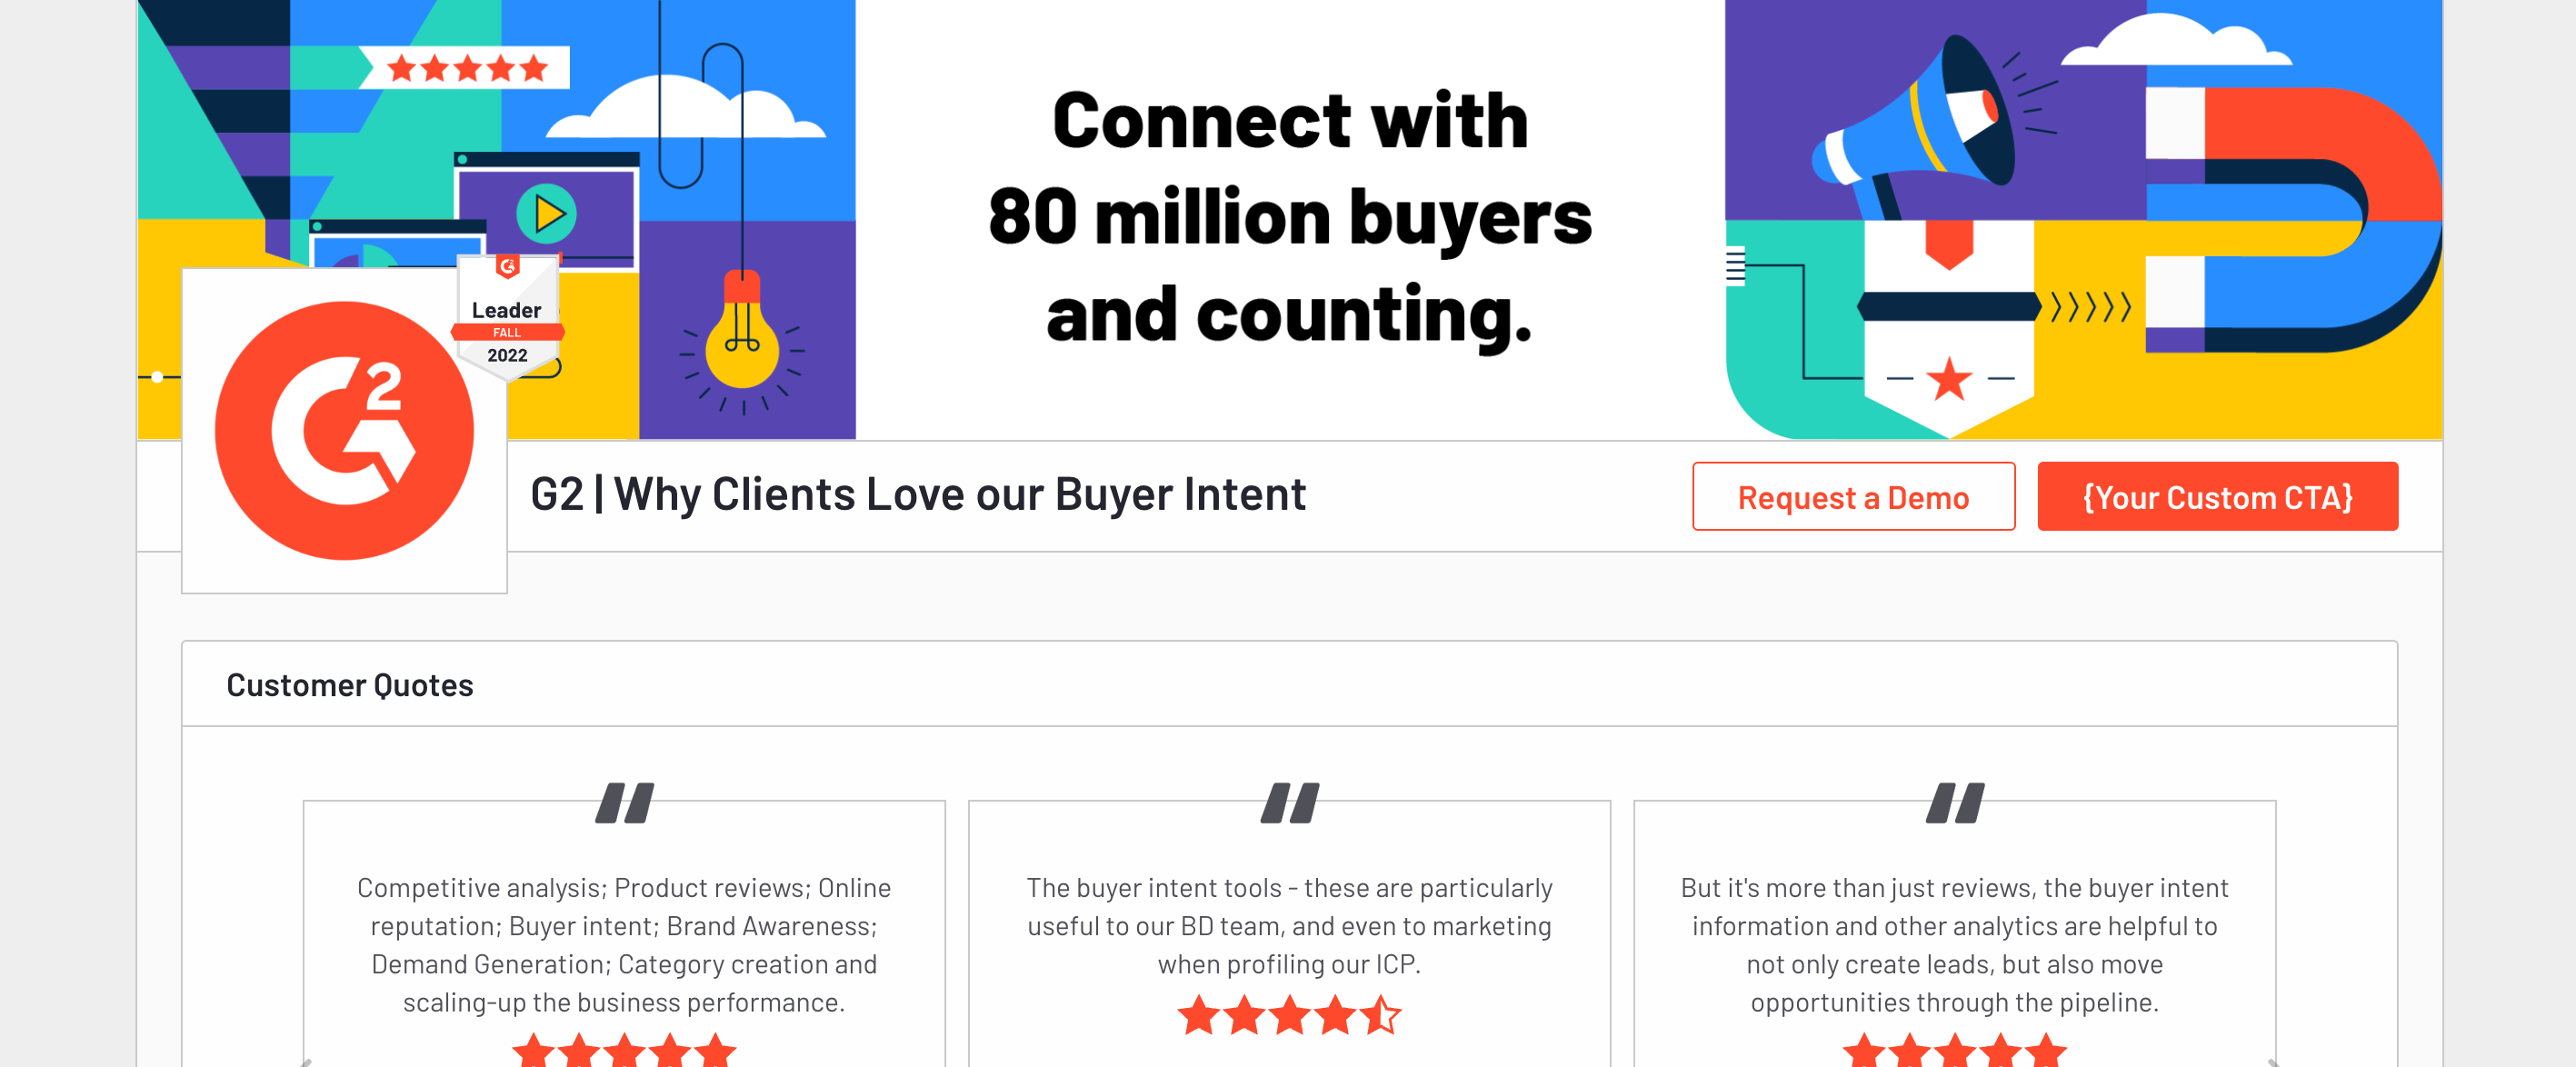 Connect with
80 million buyers
and counting.
Leader
FALL
2022
G2
G2 | Why Clients Love our Buyer Intent
Request a Demo
{Your Custom CTA}
Customer Quotes
Competitive analysis; Product reviews; Online
reputation; Buyer intent; Brand Awareness;
Demand Generation; Category creation and
scaling-up the business performance.
The buyer intent tools - these are particularly
useful to our BD team, and even to marketing
when profiling our ICP.
But it's more than just reviews, the buyer intent
information and other analytics are helpful to
not only create leads, but also move
opportunities through the pipeline.